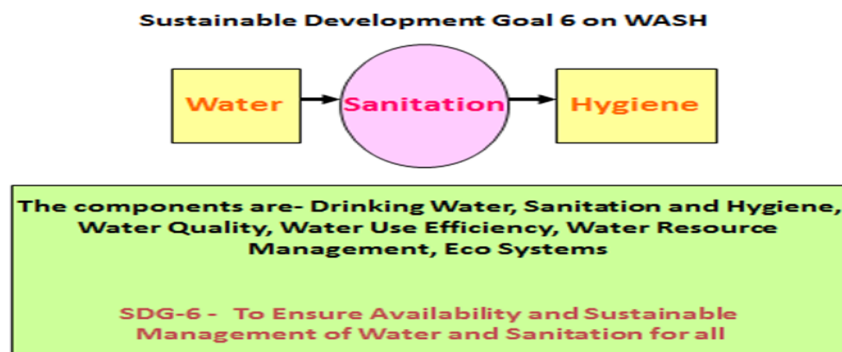 Sustainable Development Goal 6 on WASH
Water
Sanitation
Hygiene
The components are- Drinking Water, Sanitation and Hygiene,
Water Quality, Water Use Efficiency, Water Resource
Management, Eco Systems
SDG-6 - To Ensure Availability and Sustainable
Management of Water and Sanitation for all